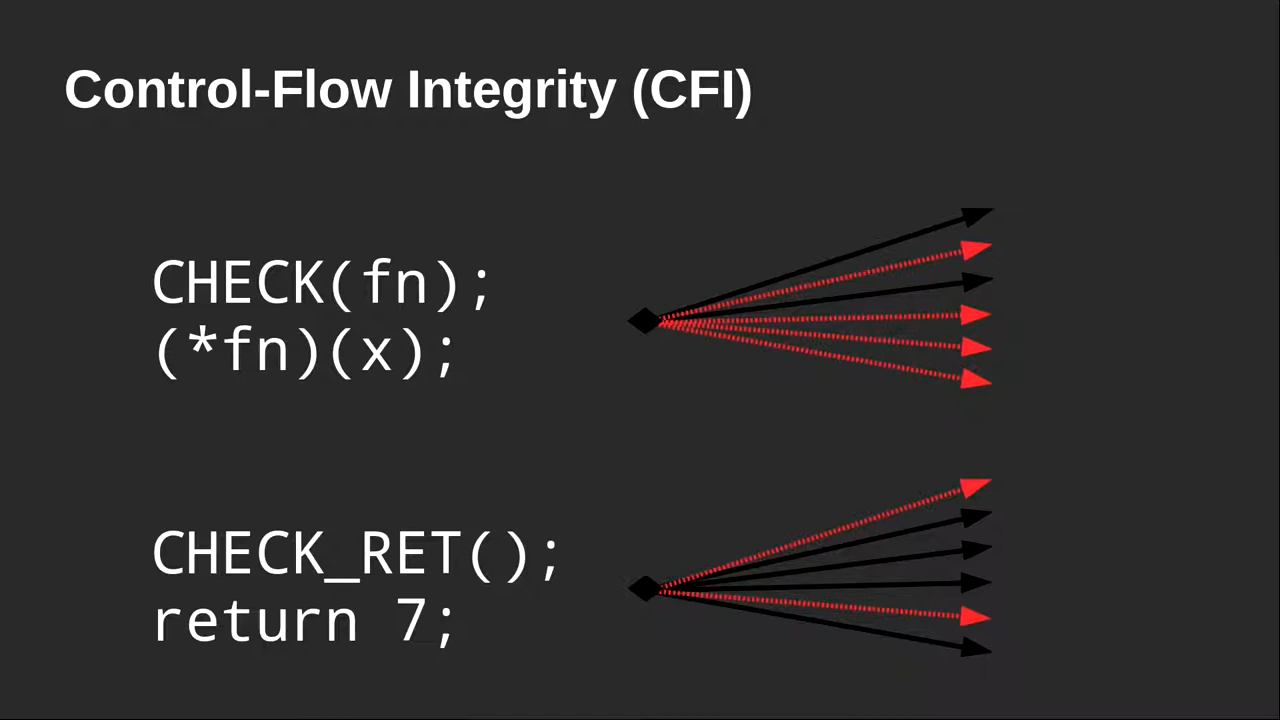 Control-Flow Integrity (CFI)
CHECK(fn);
(*fn)(x);
CHECK_RET();
return 7;